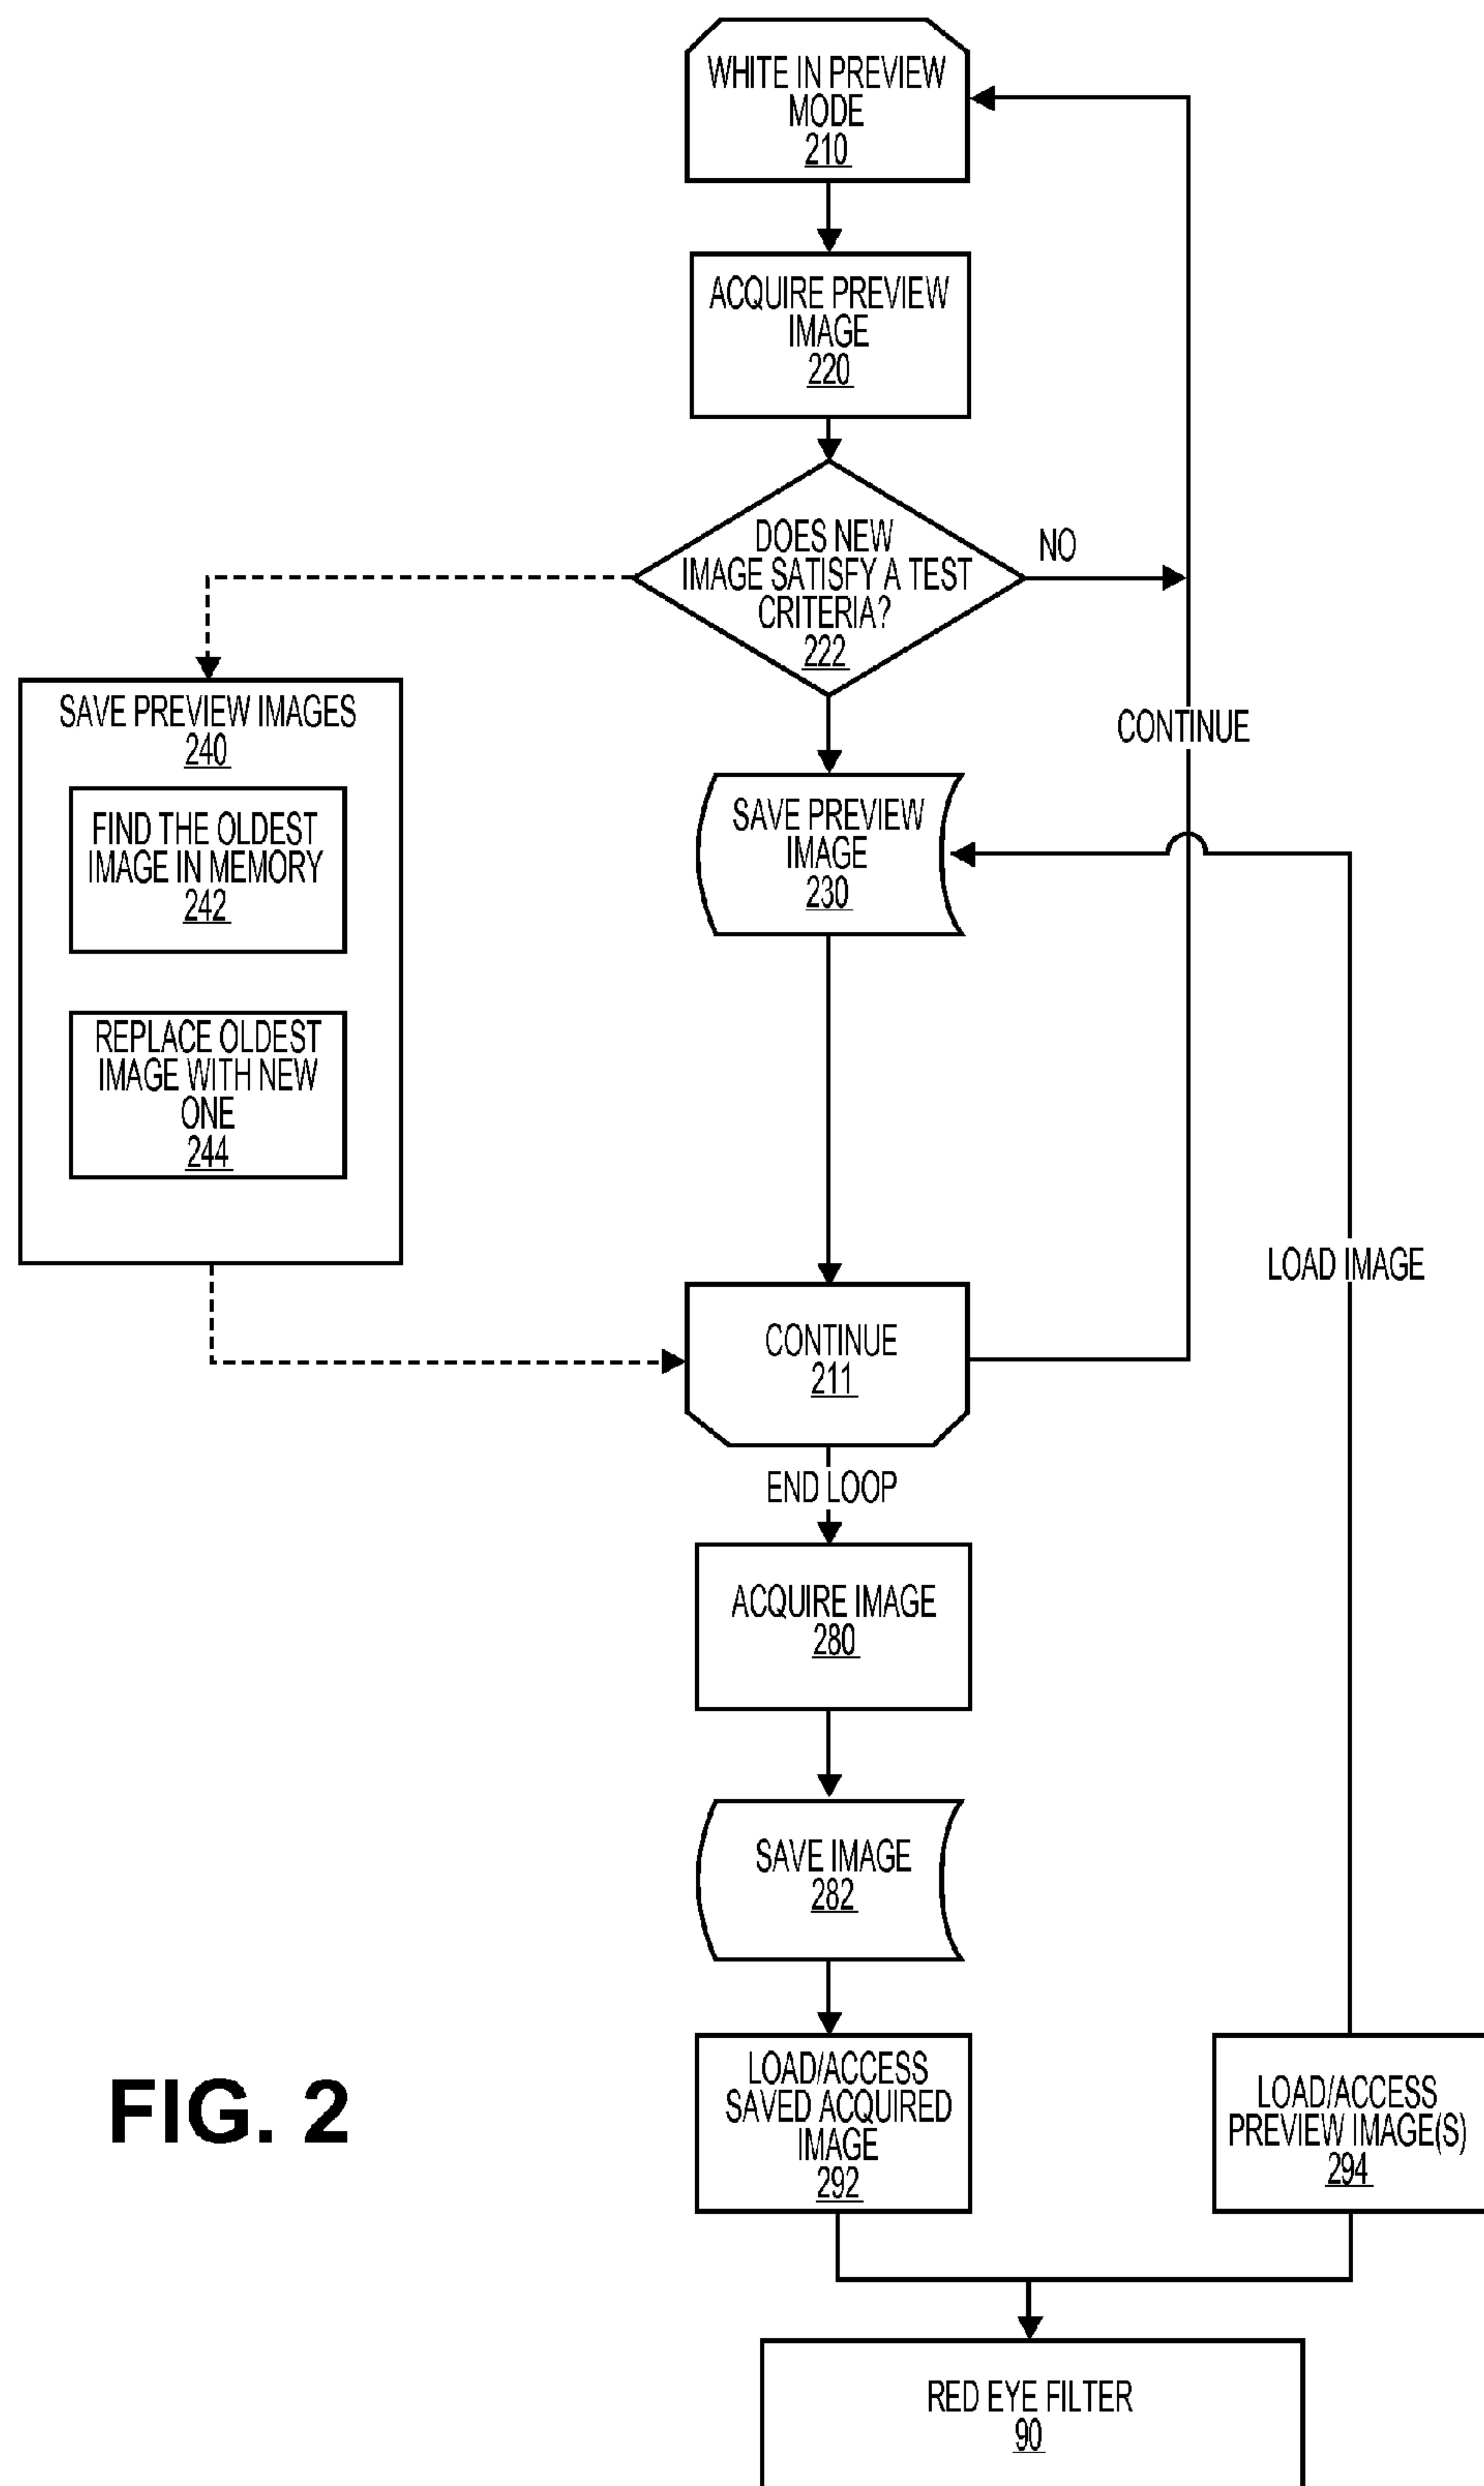 WHITE IN PREVIEW
MODE
210
ACQUIRE PREVIEW
IMAGE
220
DOES NEW
IMAGE SATISFY A TEST
CRITERIA?
222
NO
SAVE PREVIEW IMAGES
240
FIND THE OLDEST
IMAGE IN MEMORY
242
REPLACE OLDEST
IMAGE WITH NEW
ONE
244
CONTINUE
SAVE PREVIEW
IMAGE
230
LOAD IMAGE
CONTINUE
211
END LOOP
ACQUIRE IMAGE
280
SAVE IMAGE
282
LOAD/ACCESS
SAVED ACQUIRED
IMAGE
292
LOAD/ACCESS
PREVIEW IMAGE(S)
294
FIG. 2
RED EYE FILTER
90